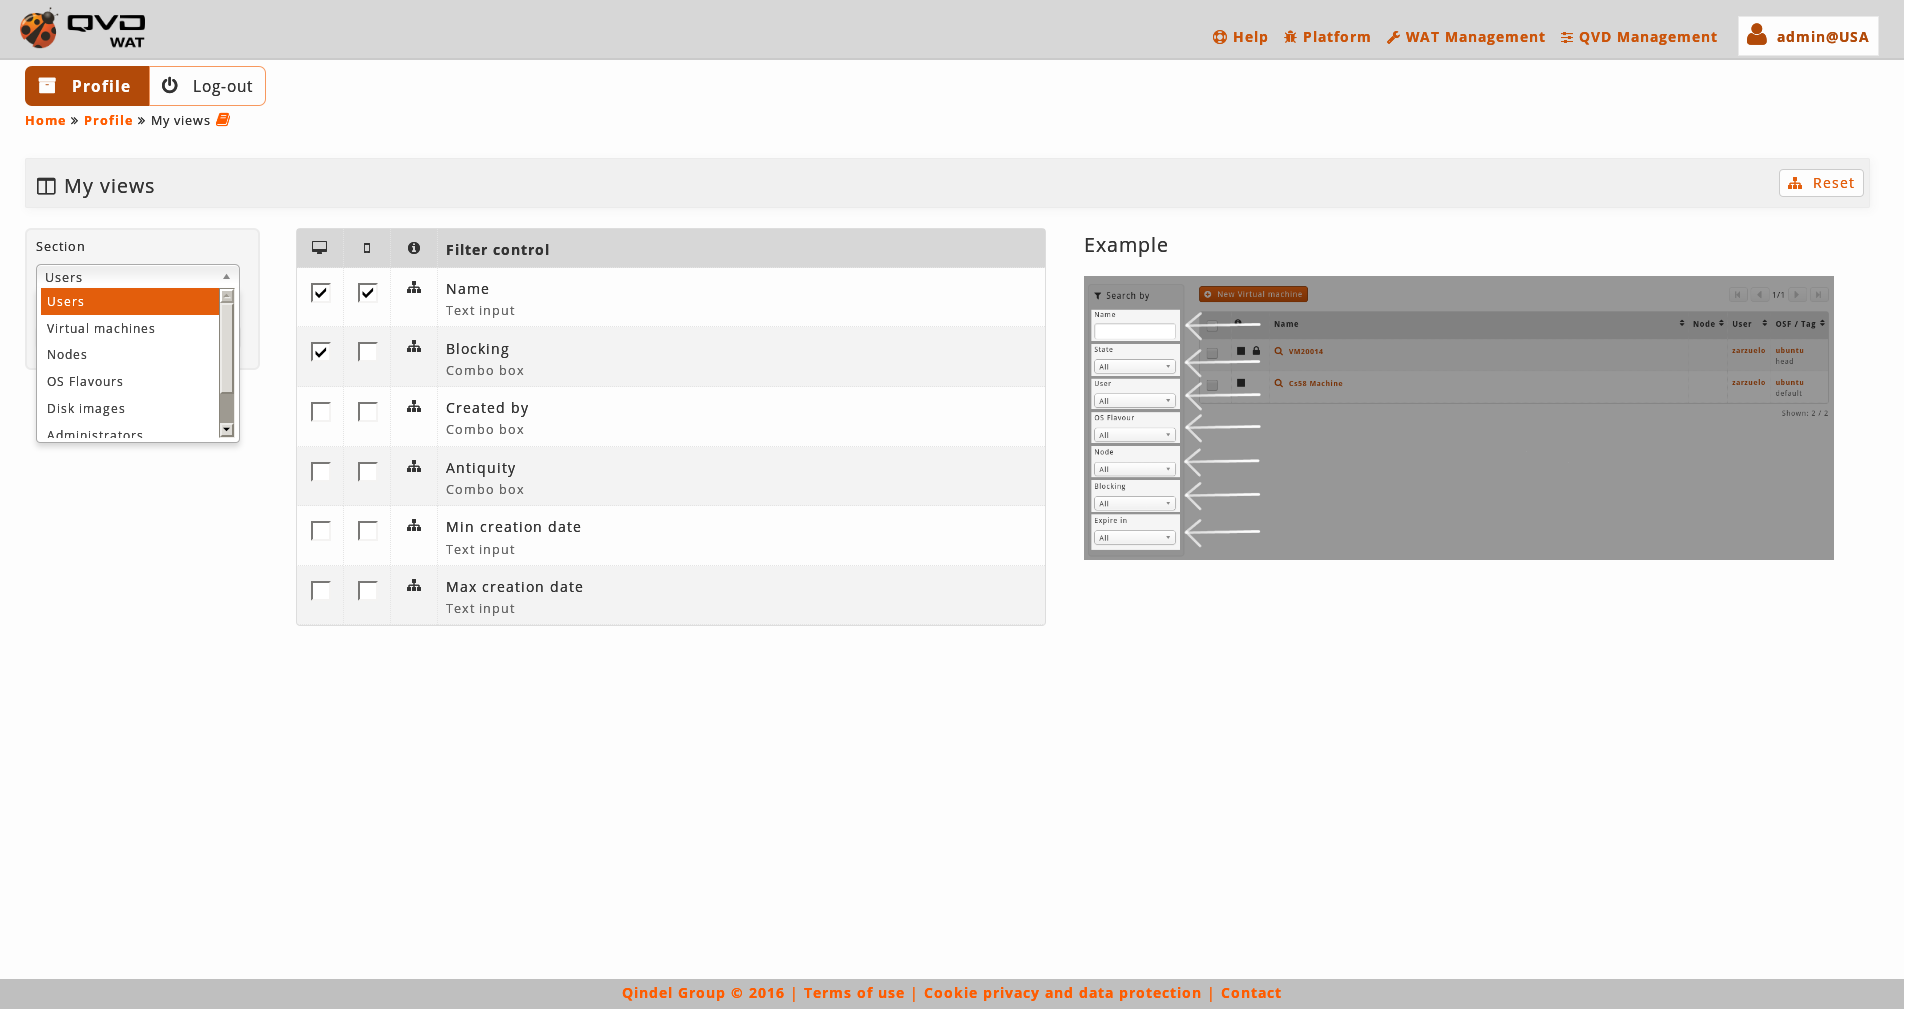 QVD
WAT
Help Platform WAT Management QVD Management admin@USA
Profile Log-out
Home » Profile » My views
My views
Reset
Section
Users
Users
Virtual machines
Nodes
OS Flavours
Disk images
Administrators
Filter control
Name
Text input
Blocking
Combo box
Created by
Combo box
Antiquity
Combo box
Min creation date
Text input
Max creation date
Text input
Example
Search by
Name
State
All
User
All
OS Flavour
All
Node
All
Blocking
All
Expire in
All
New Virtual machine
1/1
Name Node User OSF / Tag
VM20014 zarzuelo ubuntu
head
Cs58 Machine zarzuelo ubuntu
default
Shown: 2 / 2
Qindel Group © 2016 | Terms of use | Cookie privacy and data protection | Contact